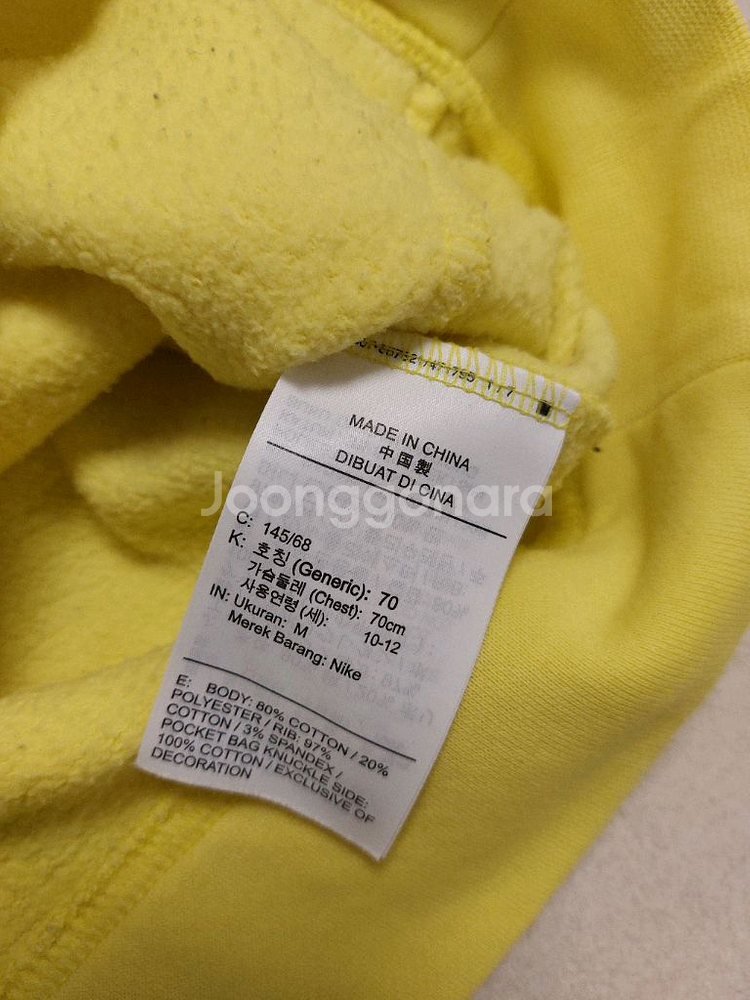 MADE IN CHINA
中国製
DIBUAT DI CINA
Joonggonara
C: 145/68
K: 호칭 (Generic): 70
가슴둘레 (Chest): 70cm
사용연령 (세): 10-12
IN: Ukuran: M
Merek Barang: Nike
E: BODY: 80% COTTON / 20%
POLYESTER / RIB: 97%
COTTON / 3% SPANDEX /
POCKET BAG KNUCKLE SIDE:
100% COTTON / EXCLUSIVE OF
DECORATION